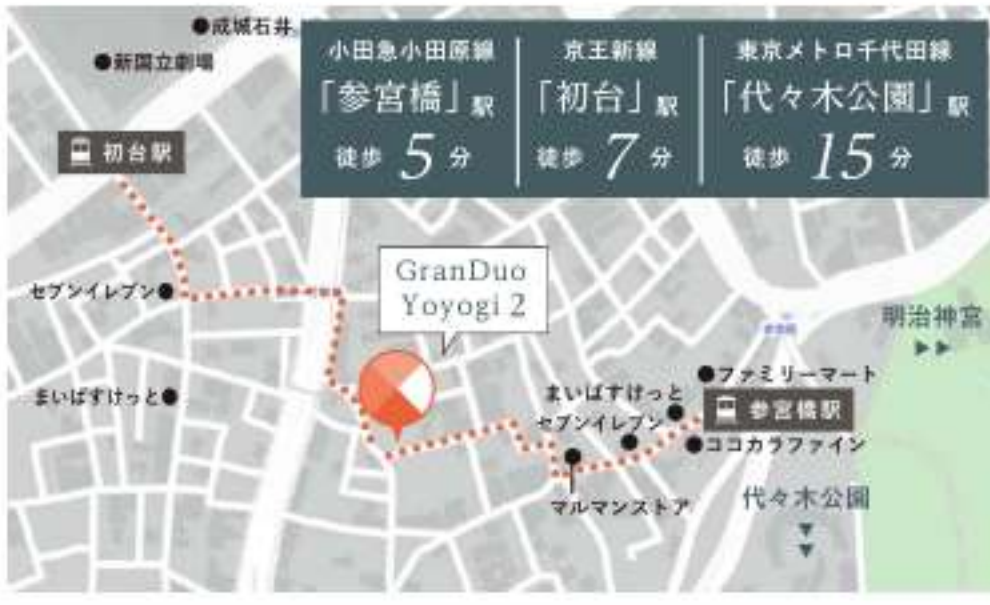 成城石井
新国立劇場
小田急小田原線
「参宮橋」駅
徒歩 5 分
京王新線
「初台」駅
徒歩 7 分
東京メトロ千代田線
「代々木公園」駅
徒歩 15 分
初台駅
GranDuo
Yoyogi 2
セブンイレブン
明治神宮
まいばすけっと
ファミリーマート
まいばすけっと
参宮橋駅
セブンイレブン
ココカラファイン
マルマンストア
代々木公園